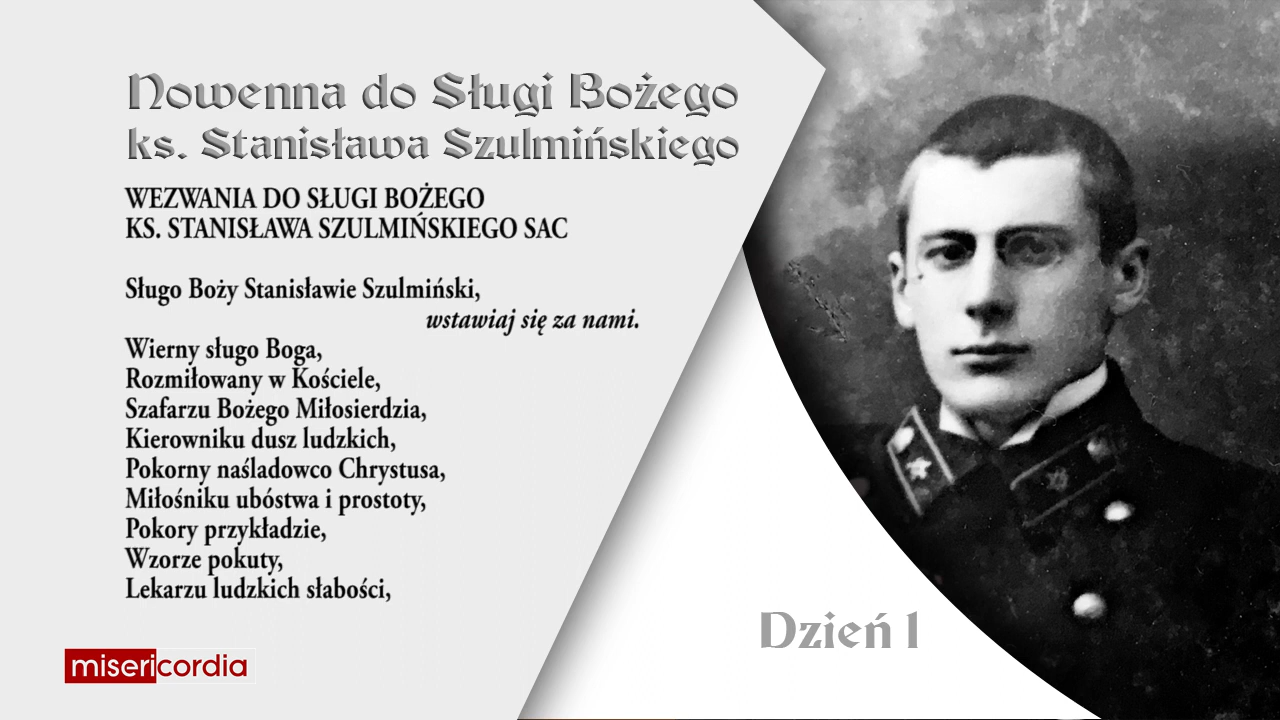 Nowenna do Sługi Bożego
ks. Stanisława Szulmińskiego
WEZWANIA DO SŁUGI BOŻEGO
KS. STANISŁAWA SZULMIŃSKIEGO SAC
Sługo Boży Stanisławie Szulmiński,
wstawiaj się za nami.
Wierny sługo Boga,
Rozmiłowany w Kościele,
Szafarzu Bożego Miłosierdzia,
Kierowniku dusz ludzkich,
Pokorny naśladowco Chrystusa,
Miłośniku ubóstwa i prostoty,
Pokory przykładzie,
Wzorze pokuty,
Lekarzu ludzkich słabości,
Dzień 1
misericordia